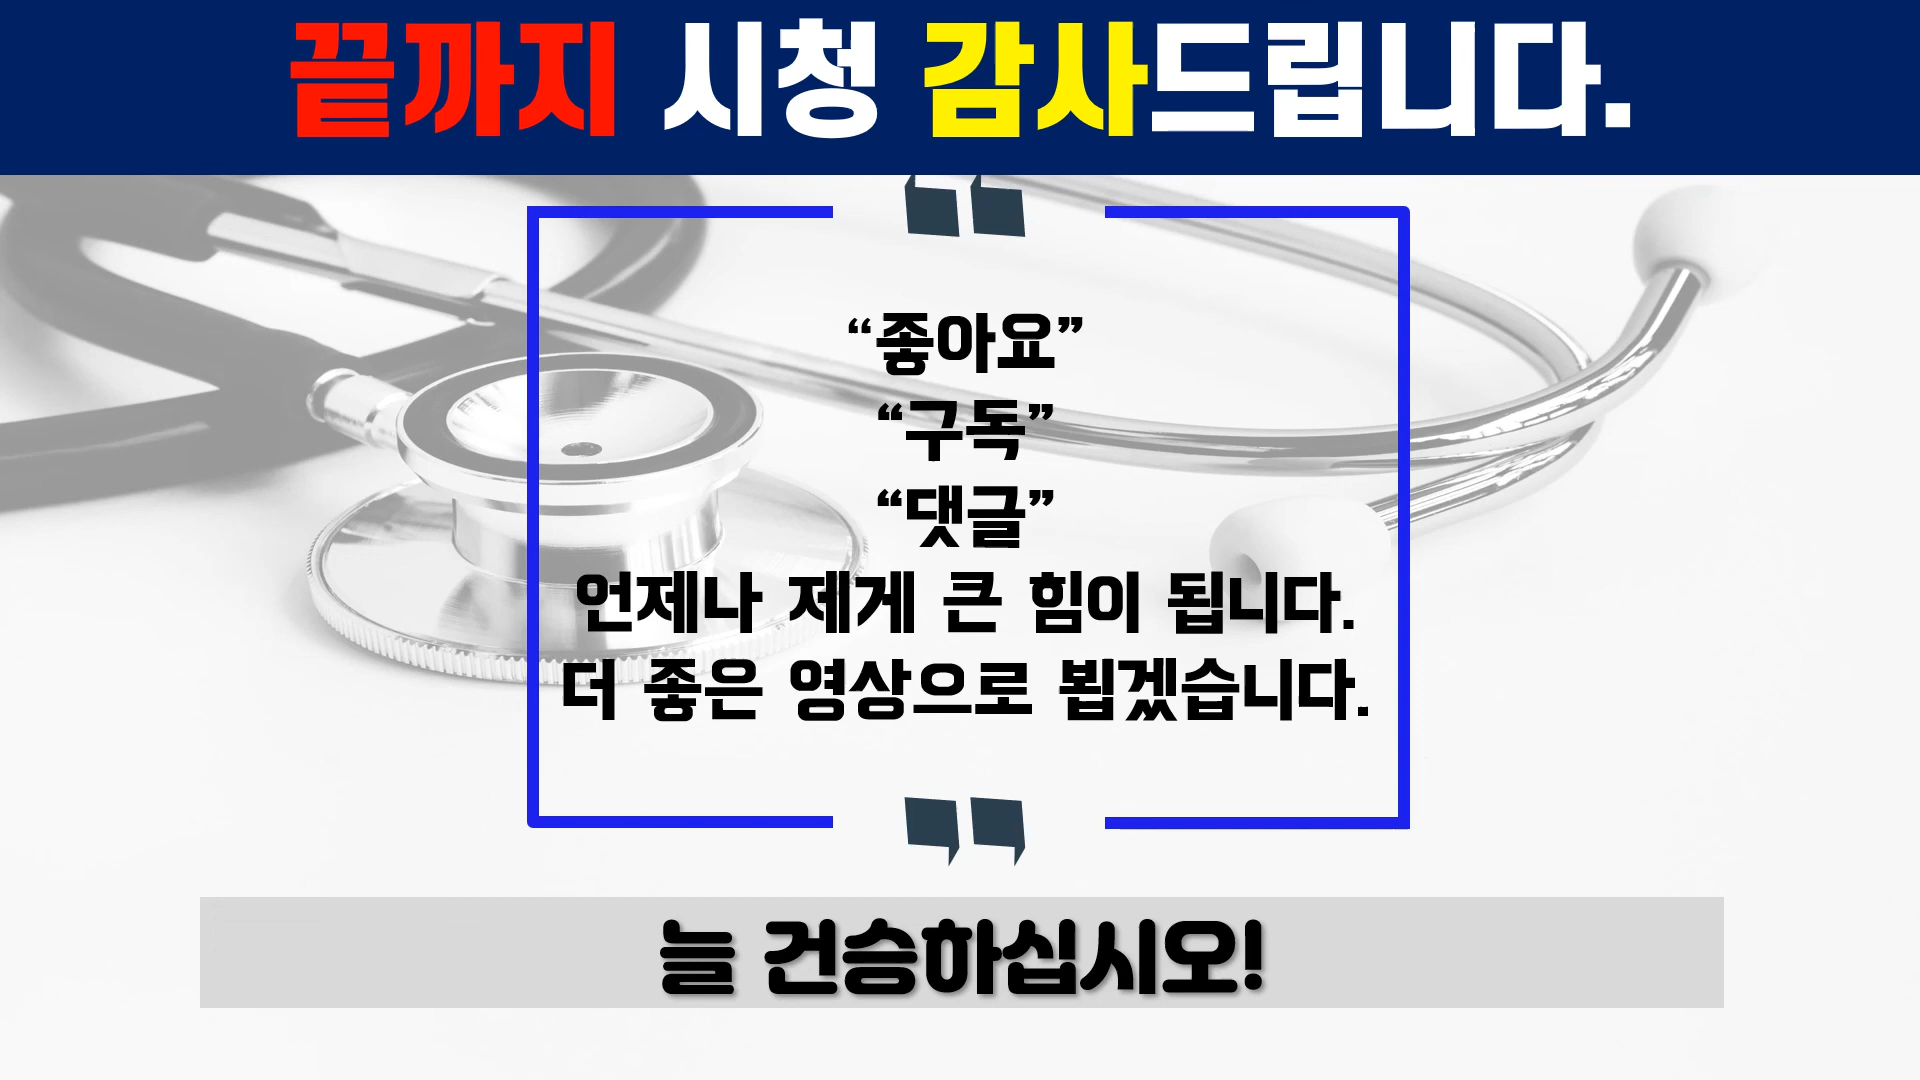 끝까지 시청 감사드립니다.
“좋아요”
“구독”
“댓글”
언제나 제게 큰 힘이 됩니다.
더 좋은 영상으로 뵙겠습니다.
늘 건승하십시오!